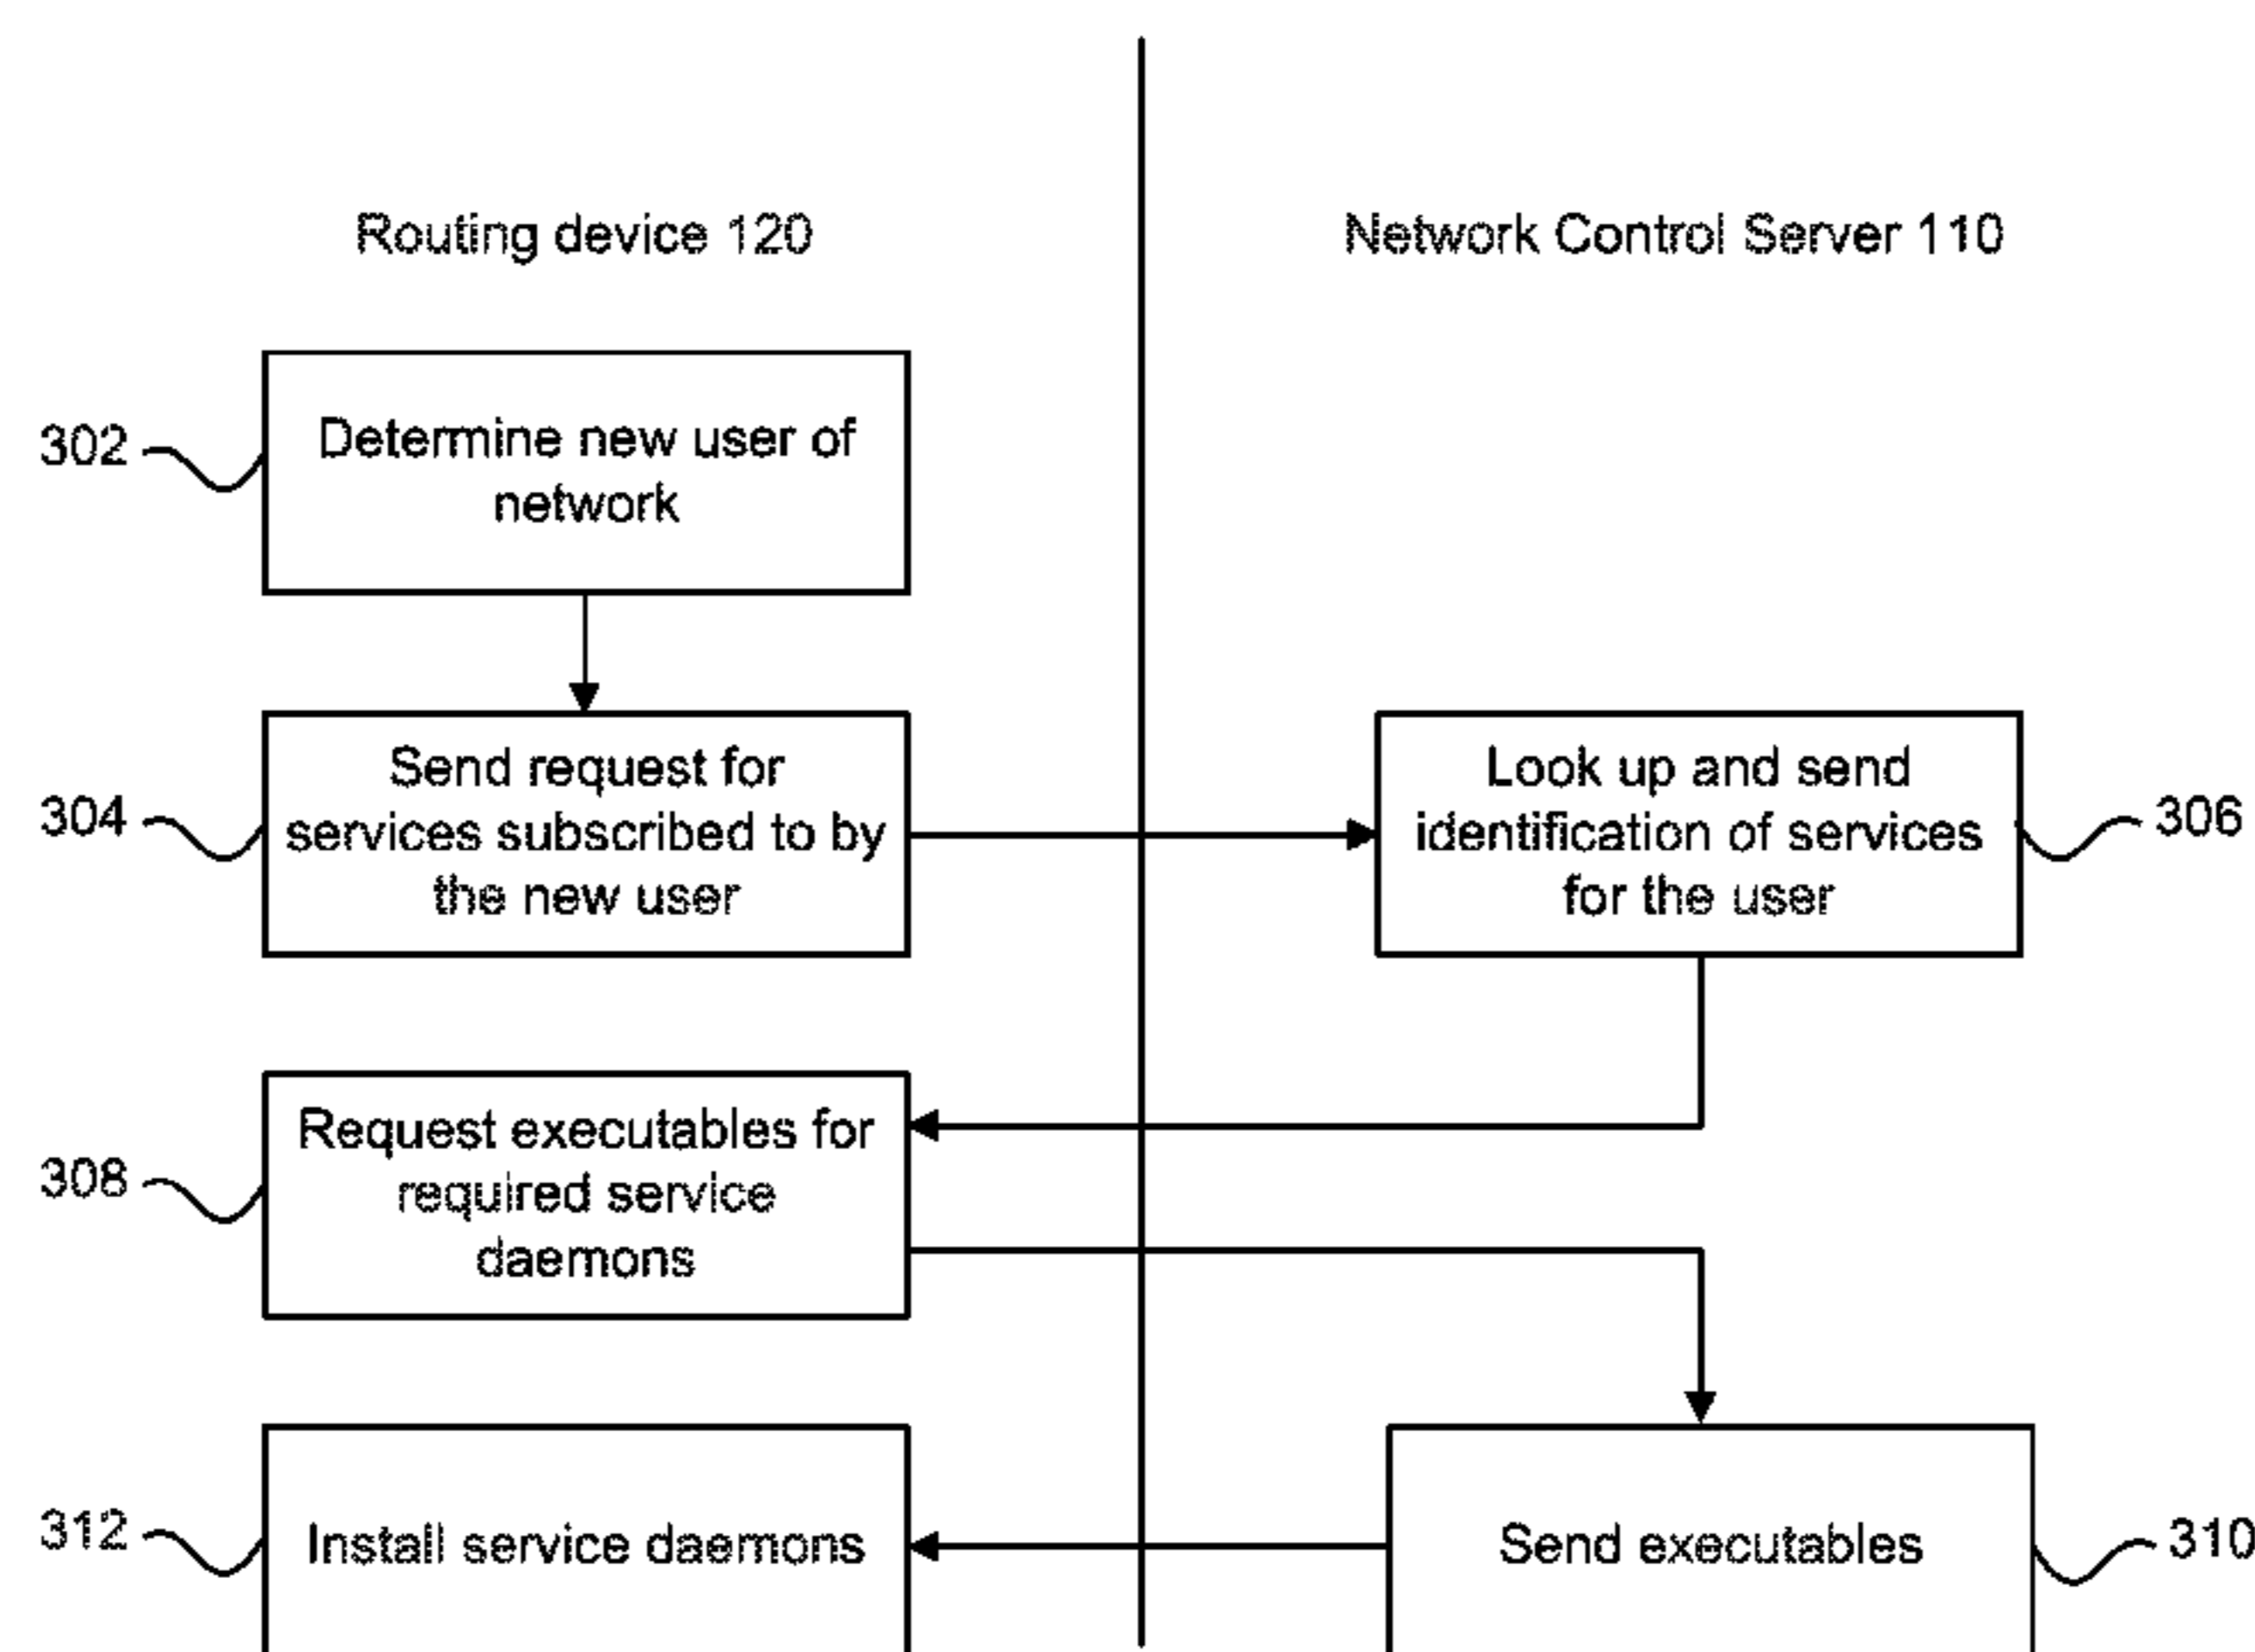 Routing device 120
Network Control Server 110
302
Determine new user of
network
304
Send request for
services subscribed to by
the new user
Look up and send
identification of services
for the user
306
308
Request executables for
required service
daemons
312
Install service daemons
Send executables
310